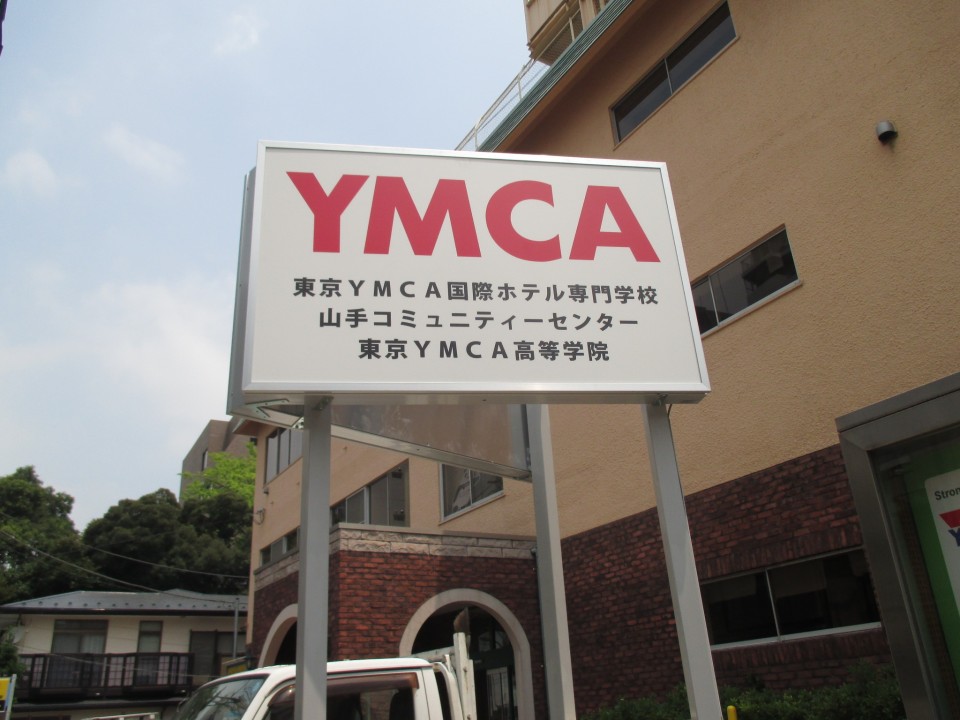 YMCA
東京ＹＭＣＡ国際ホテル専門学校
山手コミュニティーセンター
東京ＹＭＣＡ高等学院